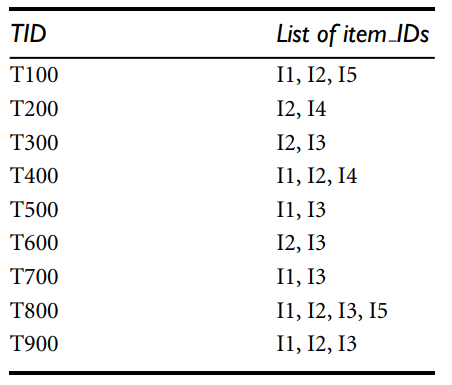 TID List of item_IDs
T100 I1, I2, I5
T200 I2, I4
T300 I2, I3
T400 I1, I2, I4
T500 I1, I3
T600 I2, I3
T700 I1, I3
T800 I1, I2, I3, I5
T900 I1, I2, I3